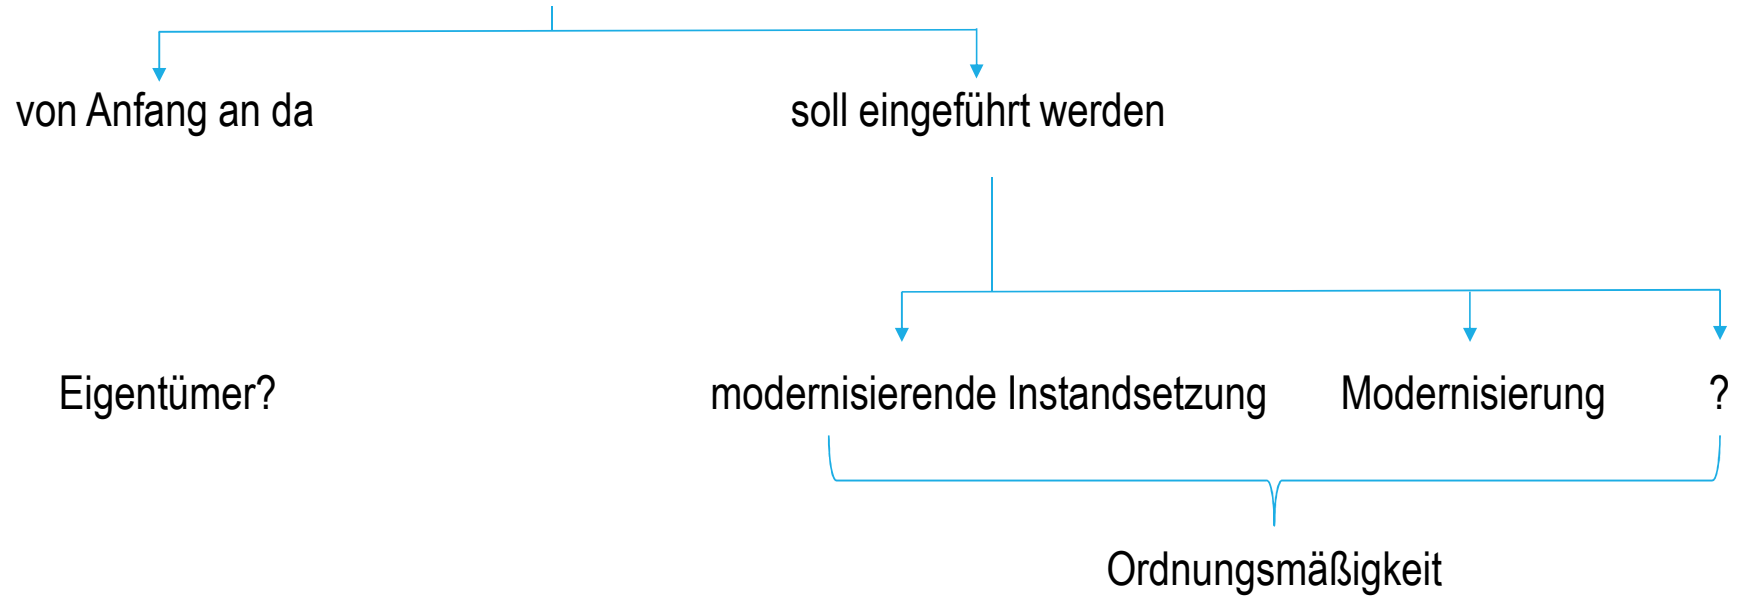 von Anfang an da
soll eingeführt werden
Eigentümer?
modernisierende Instandsetzung
Modernisierung
?
Ordnungsmäßigkeit